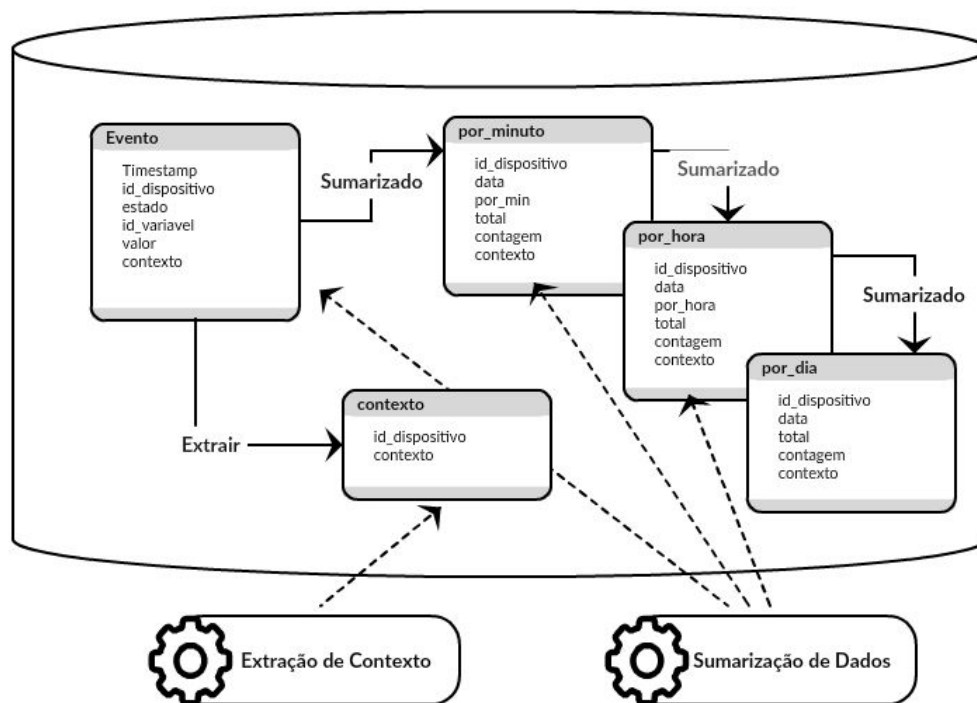 Evento
Timestamp
id_dispositivo
estado
id_variavel
valor
contexto
Sumarizado
por_minuto
id_dispositivo
data
por_min
total
contagem
contexto
Sumarizado
por_hora
id_dispositivo
data
por_hora
total
contagem
contexto
Sumarizado
por_dia
id_dispositivo
data
total
contagem
contexto
Extrair
contexto
id_dispositivo
contexto
Extração de Contexto
Sumarização de Dados